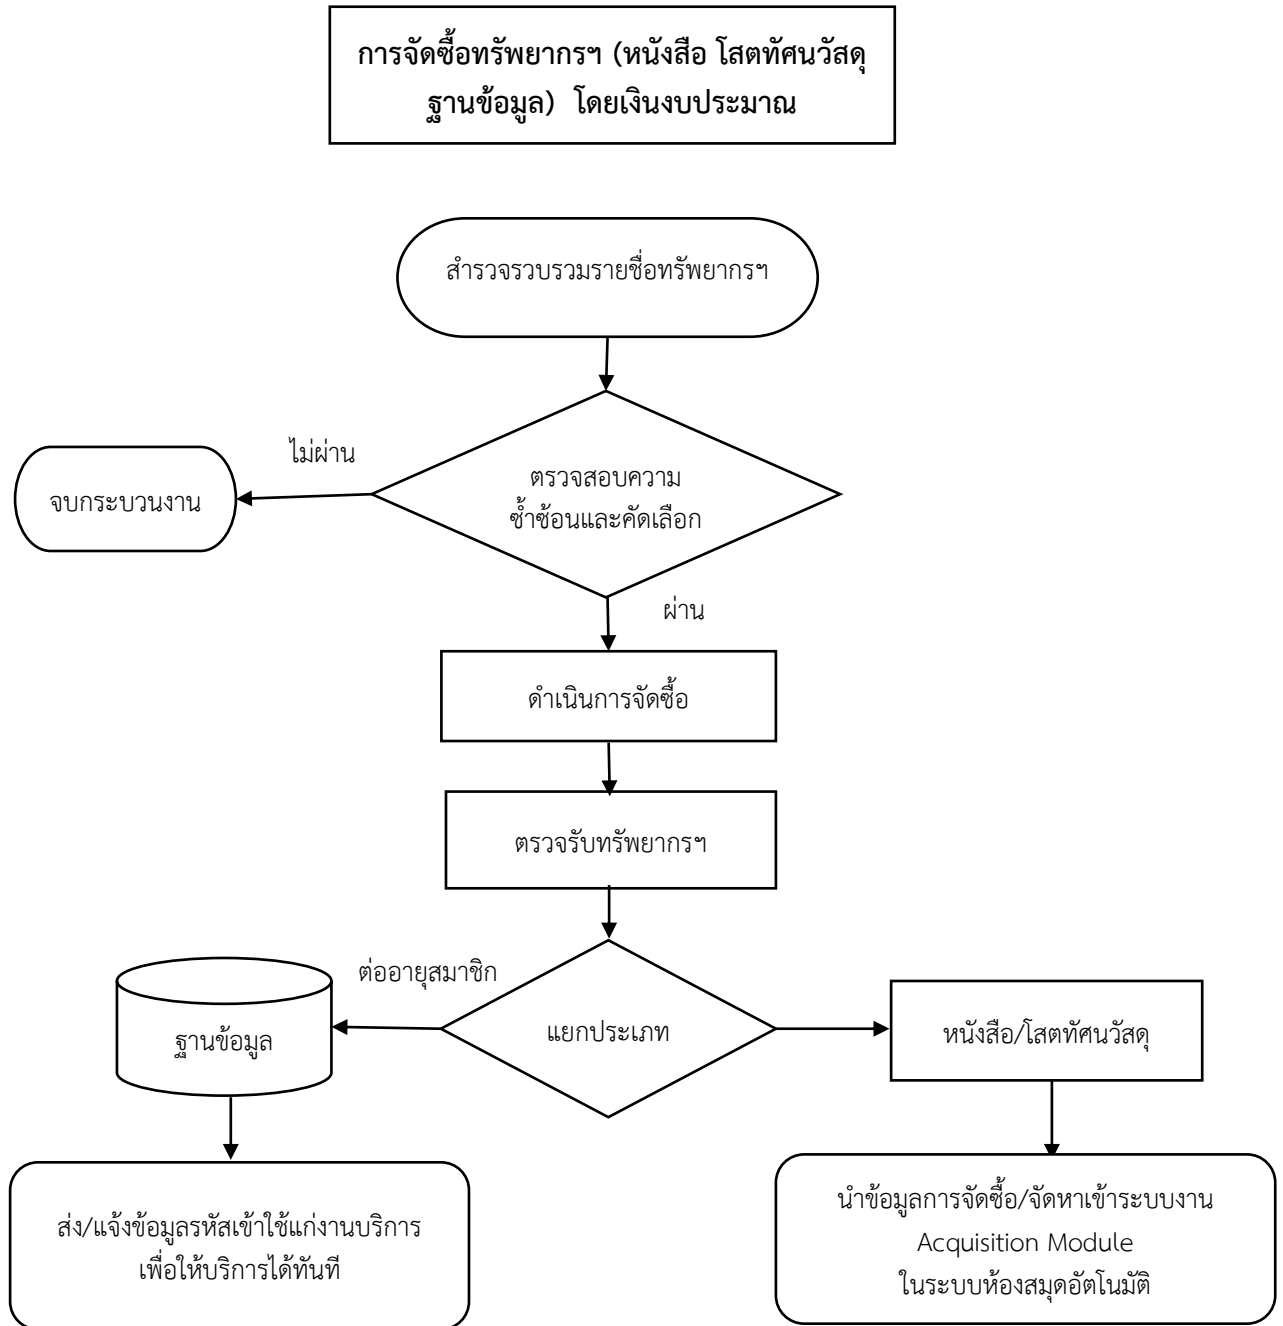 การจัดซื้อทรัพยากรฯ (หนังสือ โสตทัศนวัสดุ
ฐานข้อมูล) โดยเงินงบประมาณ
สำรวจรวบรวมรายชื่อทรัพยากรฯ
ไม่ผ่าน
ตรวจสอบความ
ซ้ำซ้อนและคัดเลือก
จบกระบวนงาน
ผ่าน
ดำเนินการจัดซื้อ
ตรวจรับทรัพยากรฯ
ต่ออายุสมาชิก
แยกประเภท
ฐานข้อมูล
หนังสือ/โสตทัศนวัสดุ
ส่ง/แจ้งข้อมูลรหัสเข้าใช้แก่งานบริการ
เพื่อให้บริการได้ทันที
นำข้อมูลการจัดซื้อ/จัดหาเข้าระบบงาน
Acquisition Module
ในระบบห้องสมุดอัตโนมัติ